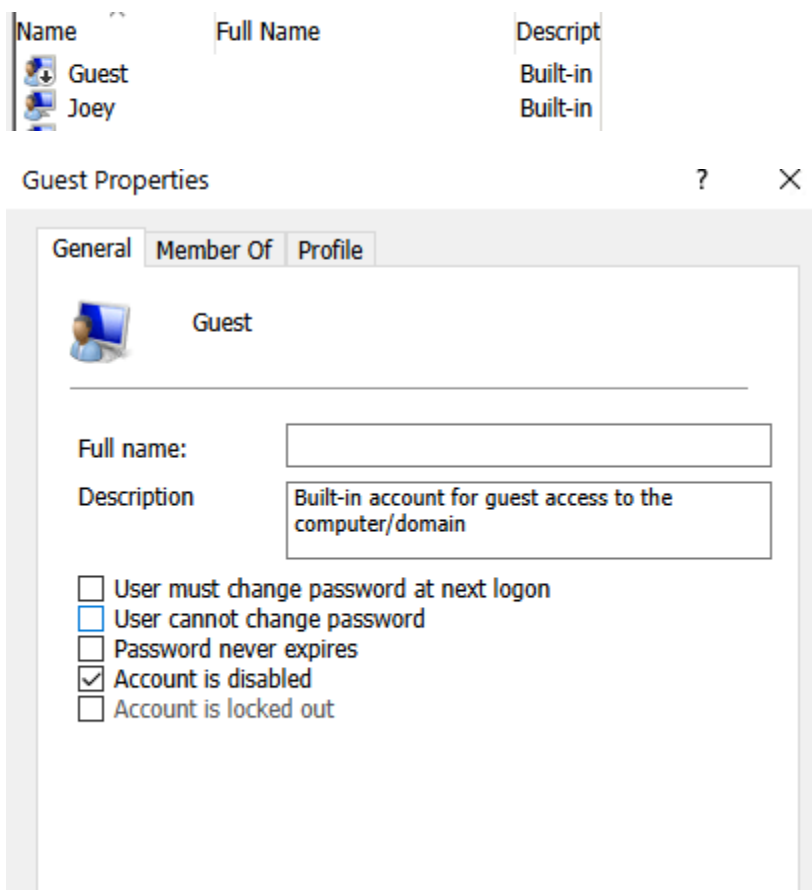 Name Full Name Descript
Guest Built-in
Joey Built-in
Guest Properties ?
General Member Of Profile
Guest
Full name:
Description Built-in account for guest access to the
computer/domain
User must change password at next logon
User cannot change password
Password never expires
Account is disabled
Account is locked out